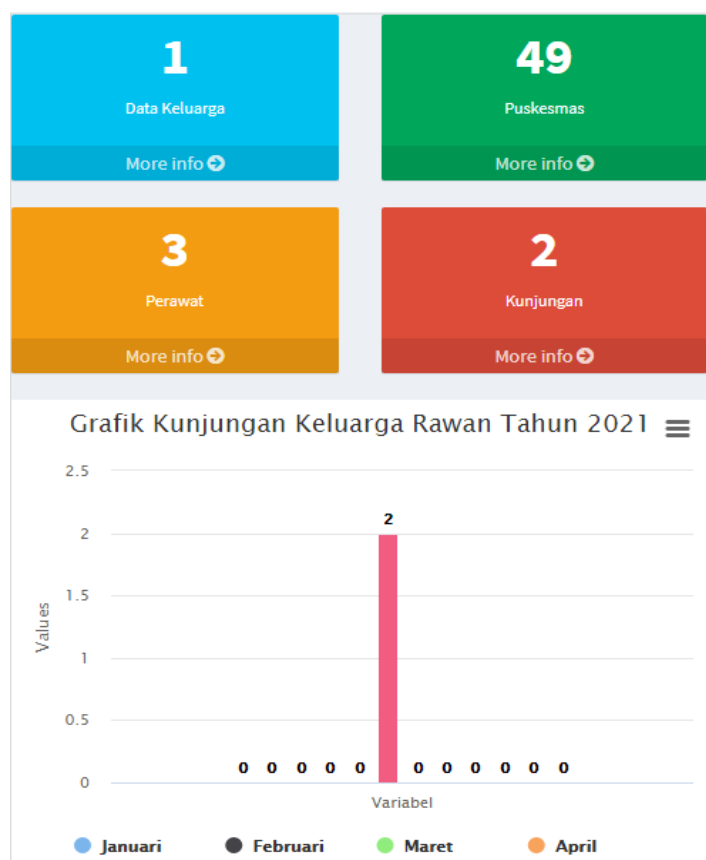 1
Data Keluarga
More info
49
Puskesmas
More info
3
Perawat
More info
2
Kunjungan
More info
Grafik Kunjungan Keluarga Rawan Tahun 2021
2.5
2
1.5
1
0.5
0
Values
2
0 0 0 0 0 0 0 0 0 0 0
Variabel
Januari Februari Maret April